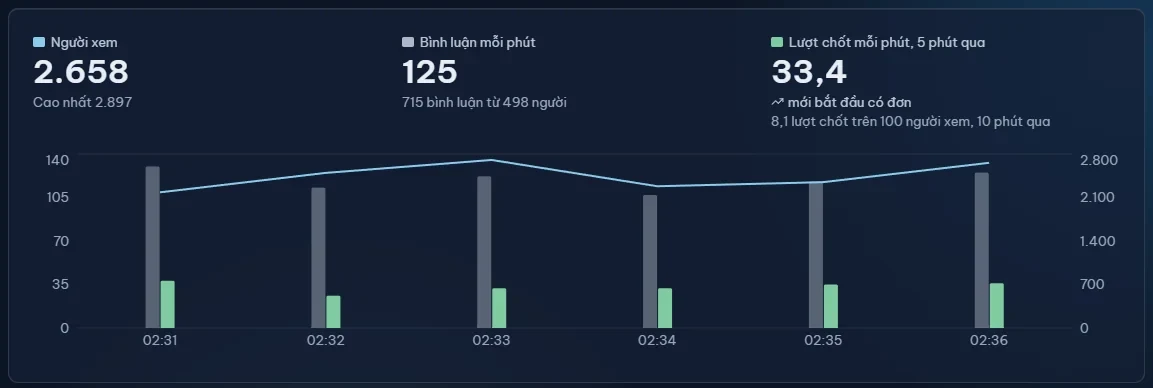 Người xem
2.658
Cao nhất 2.897
Bình luận mỗi phút
125
715 bình luận từ 498 người
Lượt chốt mỗi phút, 5 phút qua
33,4
mới bắt đầu có đơn
8,1 lượt chốt trên 100 người xem, 10 phút qua
140 2.800
105 2.100
70 1.400
35 700
0 0
02:31 02:32 02:33 02:34 02:35 02:36